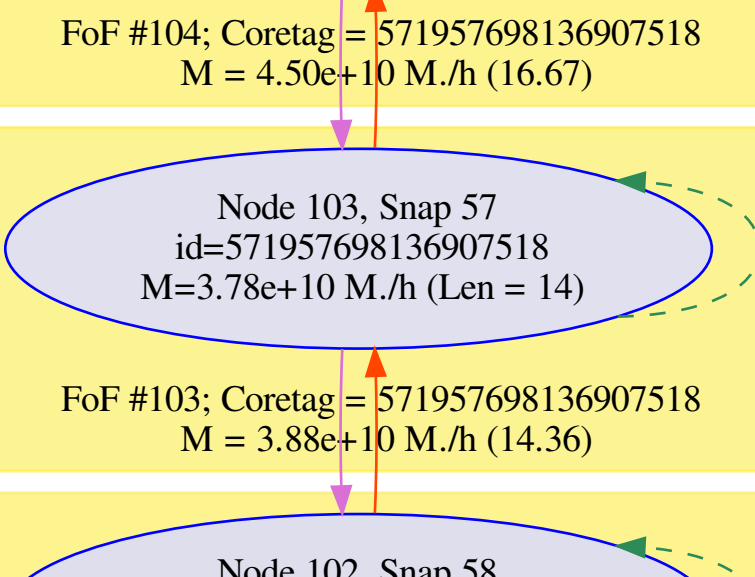 FoF #104; Coretag = 571957698136907518
M = 4.50e+10 M./h (16.67)
Node 103, Snap 57
id=571957698136907518
M=3.78e+10 M./h (Len = 14)
FoF #103; Coretag = 571957698136907518
M = 3.88e+10 M./h (14.36)
Node 102, Snap 58